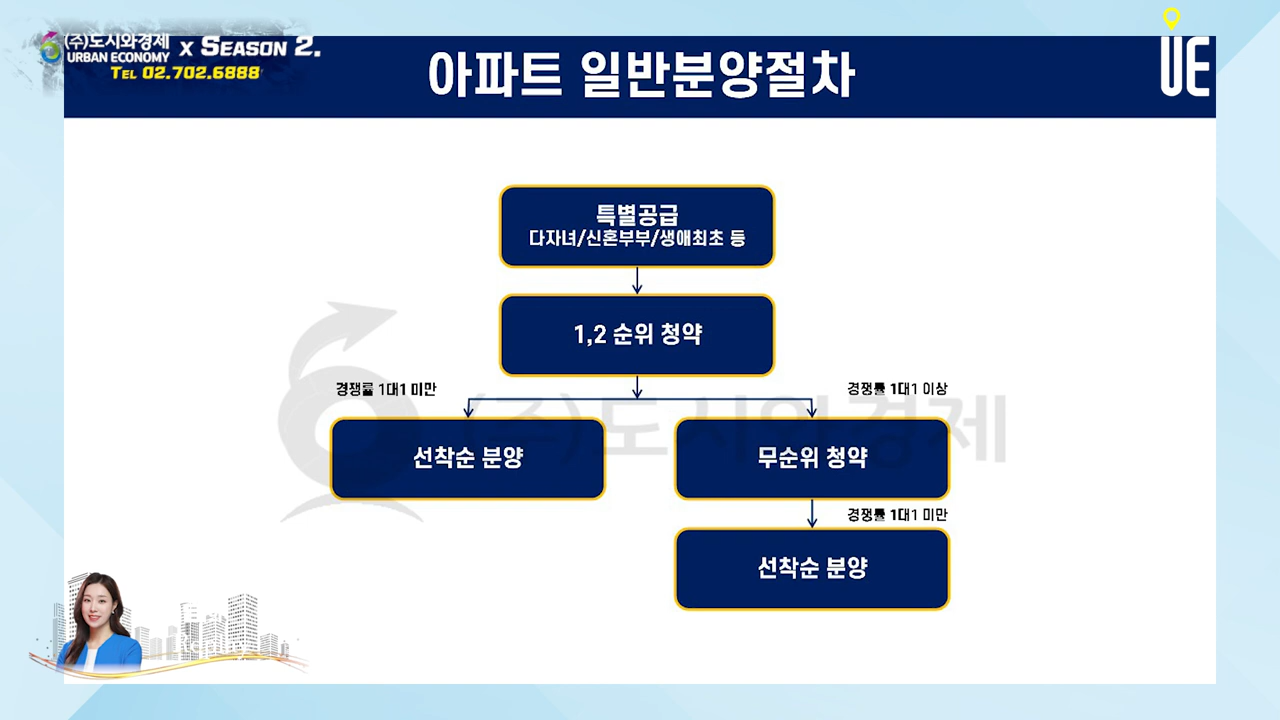 (주)도시와경제
URBAN ECONOMY
X SEASON 2.
TEL 02.702.6888
아파트 일반분양절차
UE
특별공급
다자녀/신혼부부/생애최초 등
1,2 순위 청약
경쟁률 1대1 미만
경쟁률 1대1 이상
(주)도시와경제
선착순 분양
무순위 청약
경쟁률 1대1 미만
선착순 분양